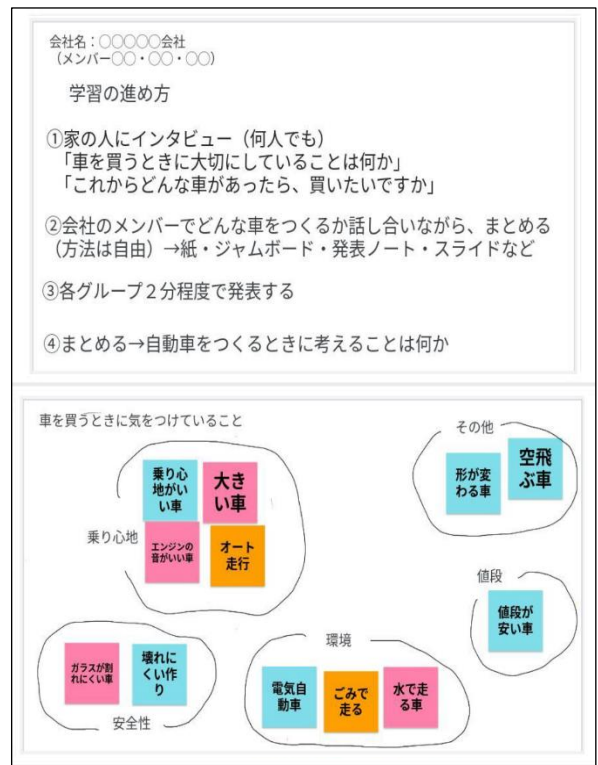 会社名：○○○○○会社
（メンバー○○・○○・○○）
学習の進め方
①家の人にインタビュー（何人でも）
「車を買うときに大切にしていることは何か」
「これからどんな車があったら、買いたいですか」
②会社のメンバーでどんな車をつくるか話し合いながら、まとめる
（方法は自由）→紙・ジャムボード・発表ノート・スライドなど
③各グループ２分程度で発表する
④まとめる→自動車をつくるときに考えることは何か
車を買うときに気をつけていること
乗り心地
乗り心
地がい
い車
大き
い車
エンジンの
音がいい車
オート
走行
その他
形が変
わる車
空飛
ぶ車
値段
値段が
安い車
安全性
ガラスが割
れにくい車
壊れに
くい作
り
環境
電気自
動車
ごみで
走る
水で走
る車